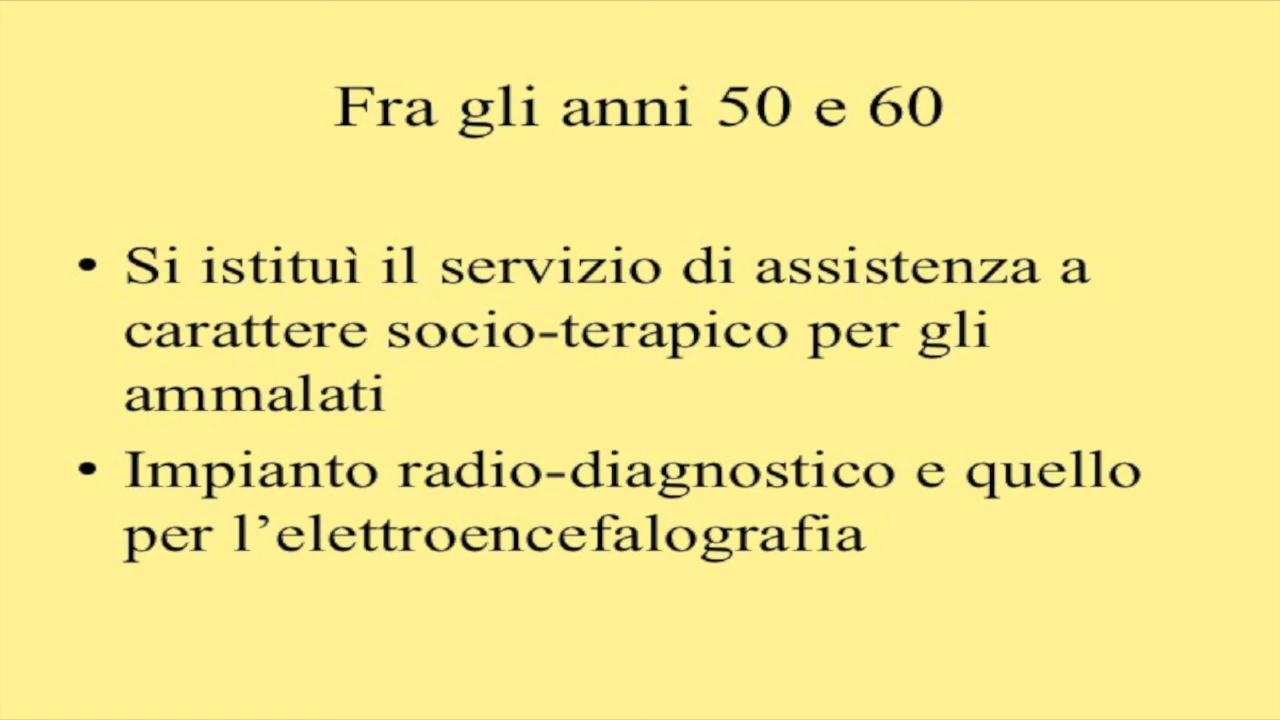 Fra gli anni 50 e 60
• Si istituì il servizio di assistenza a
carattere socio-terapico per gli
ammalati
• Impianto radio-diagnostico e quello
per l’elettroencefalografia